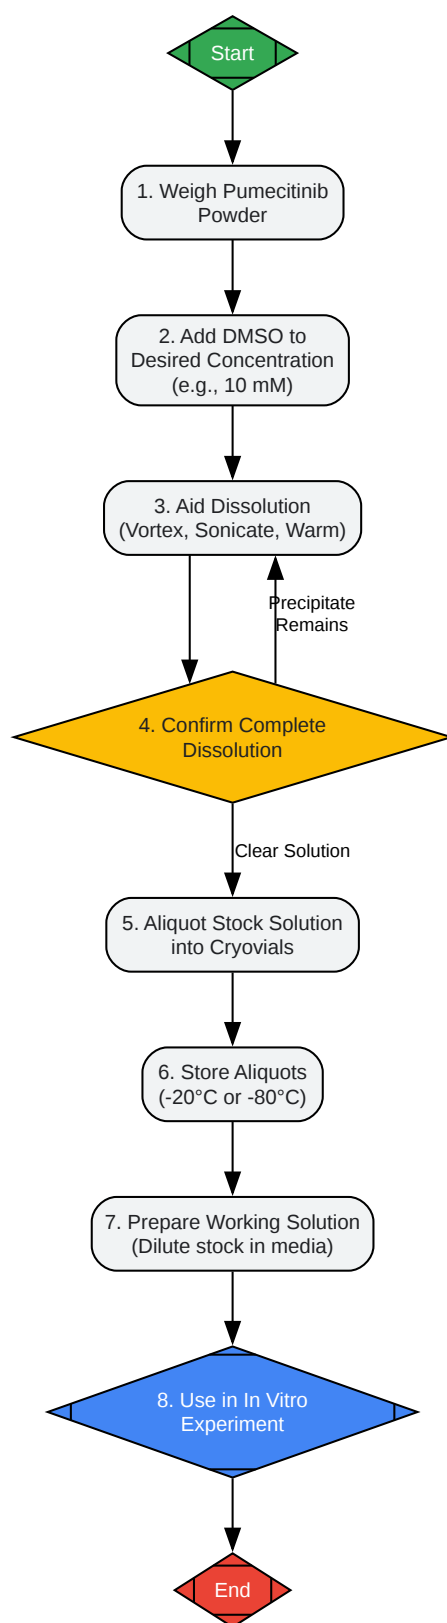 Start
1. Weigh Pumecitinib
Powder
2. Add DMSO to
Desired Concentration
(e.g., 10 mM)
3. Aid Dissolution
(Vortex, Sonicate, Warm)
Precipitate
Remains
4. Confirm Complete
Dissolution
Clear Solution
5. Aliquot Stock Solution
into Cryovials
6. Store Aliquots
(-20°C or -80°C)
7. Prepare Working Solution
(Dilute stock in media)
8. Use in In Vitro
Experiment
End